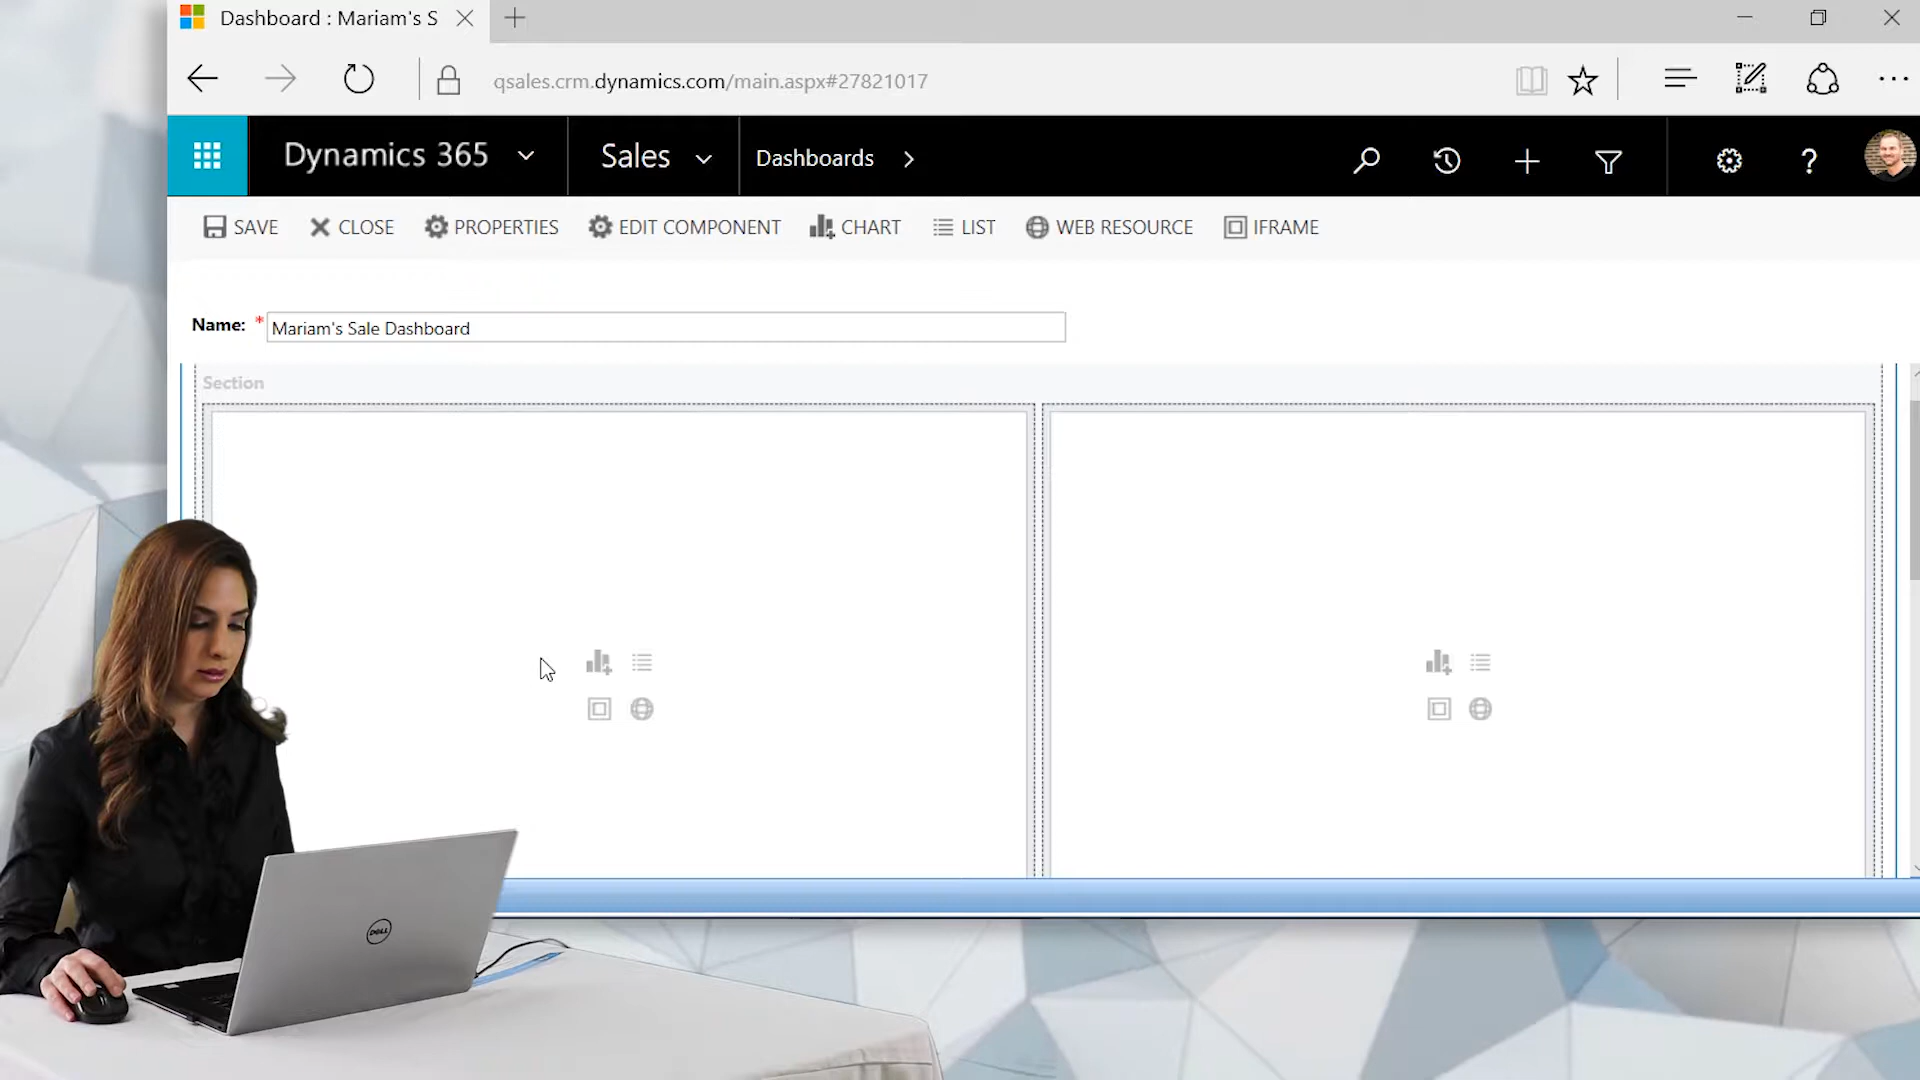 Dashboard : Mariam's S
qsales.crm.dynamics.com/main.aspx#27821017
Dynamics 365
Sales
Dashboards
SAVE
CLOSE
PROPERTIES
EDIT COMPONENT
CHART
LIST
WEB RESOURCE
IFRAME
Name: * Mariam's Sale Dashboard
Section
DELL